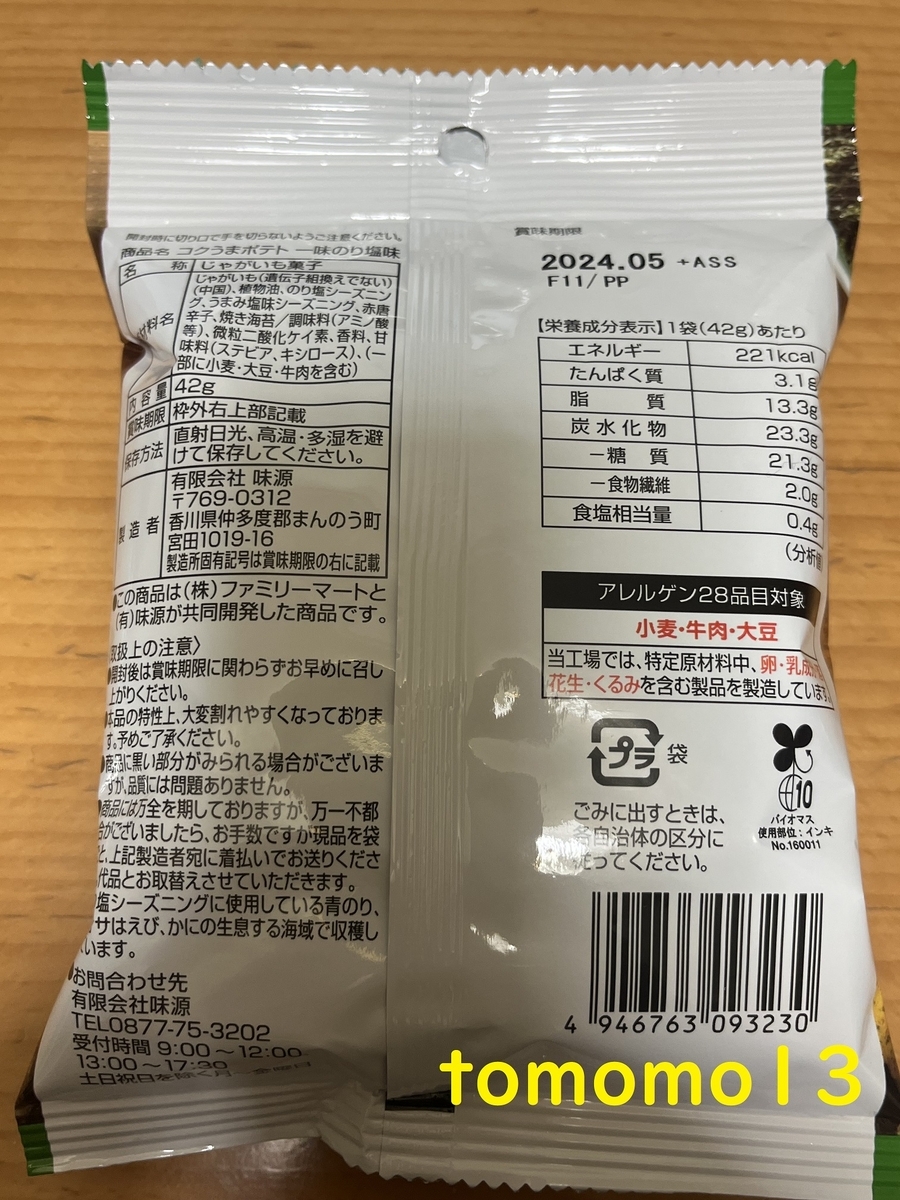 開封時に切り口で手を切らないようご注意ください。
商品名 コクうまポテト 一味のり塩味
名 称 じゃがいも菓子
材料名 じゃがいも(遺伝子組換えでない)
(中国)、植物油、のり塩シーズニン
グ、うまみ塩味シーズニング、赤唐
辛子、焼き海苔/調味料(アミノ酸
等)、微粒二酸化ケイ素、香料、甘
味料(ステビア、キシロース)、(一
部に小麦・大豆・牛肉を含む)
内容量 42g
賞味期限 枠外右上部記載
保存方法 直射日光、高温・多湿を避
けて保存してください。
製造者 有限会社 味源
〒769-0312
香川県仲多度郡まんのう町
宮田1019-16
製造所固有記号は賞味期限の右に記載
●この商品は(株)ファミリーマートと
(有)味源が共同開発した商品です。
取扱上の注意〉
●開封後は賞味期限に関わらずお早めに召し
上がりください。
本品の特性上、大変割れやすくなっておりま
す。予めご了承ください。
●商品に黒い部分がみられる場合がございま
すが、品質には問題ありません。
●商品には万全を期しておりますが、万一不都
合がございましたら、お手数ですが現品を袋
と、上記製造者宛に着払いでお送りくださ
代品とお取替えさせていただきます。
塩シーズニングに使用している青のり、
サはえび、かにの生息する海域で収穫し
います。
●お問合わせ先
有限会社味源
TEL0877-75-3202
受付時間 9:00～12:00
13:00～17:30
土日祝日を除く月～金曜日
賞味期限
2024.05 +ASS
F11/ PP
【栄養成分表示】1袋(42g)あたり
エネルギー 221kcal
たんぱく質 3.1g
脂 質 13.3g
炭水化物 23.3g
－糖 質 21.3g
－食物繊維 2.0g
食塩相当量 0.4g
(分析値
アレルゲン28品目対象
小麦・牛肉・大豆
当工場では、特定原材料中、卵・乳成分・
花生・くるみを含む製品を製造しています。
プラ 袋
ごみに出すときは、
各自治体の区分に
従ってください。
10
バイオマス
使用部位:インキ
No.160011
4 946763 093230
tomomo13